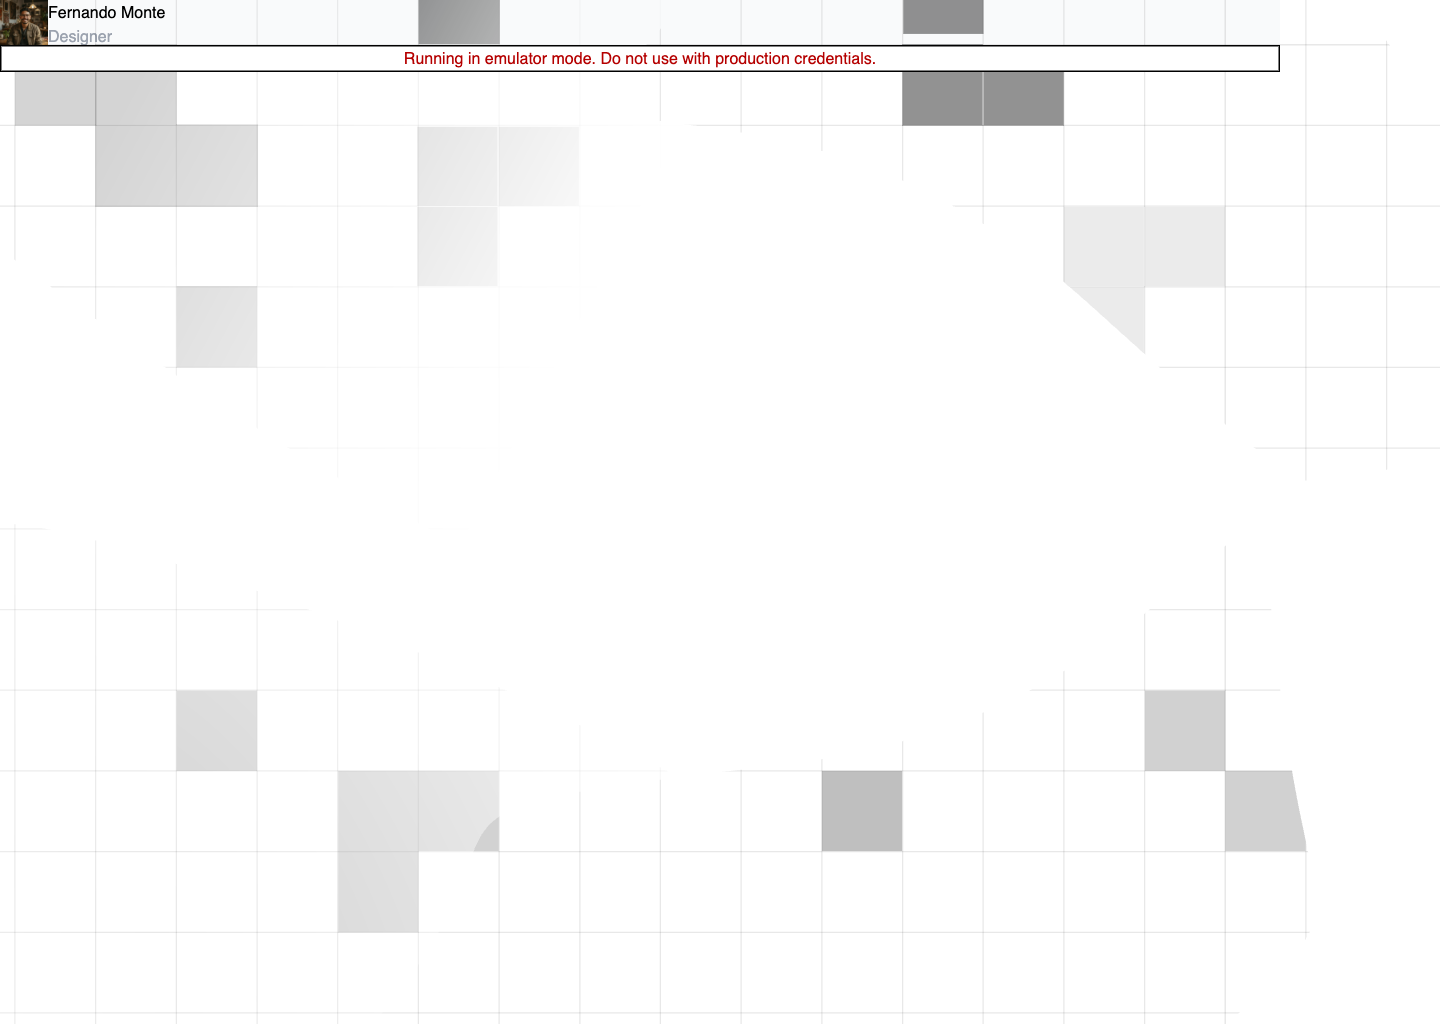 Fernando Monte
Designer
Running in emulator mode. Do not use with production credentials.